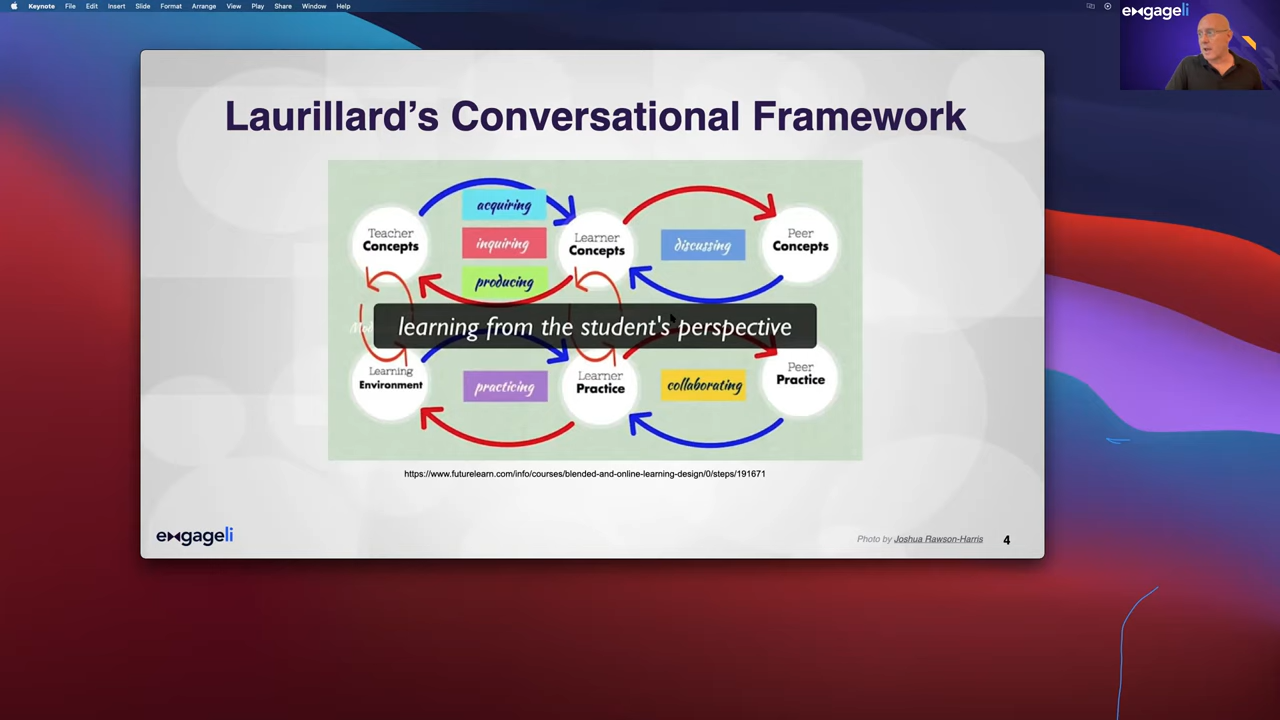 Keynote File Edit Insert Slide Format Arrange View Play Share Window Help
engageli
Laurillard's Conversational Framework
acquiring
Teacher
Concepts
inquiring
Learner
Concepts
discussing
Peer
Concepts
producing
learning from the student's perspective
Learning
Environment
practicing
Learner
Practice
collaborating
Peer
Practice
https://www.futurelearn.com/info/courses/blended-and-online-learning-design/0/steps/191671
engageli
Photo by Joshua Rawson-Harris
4